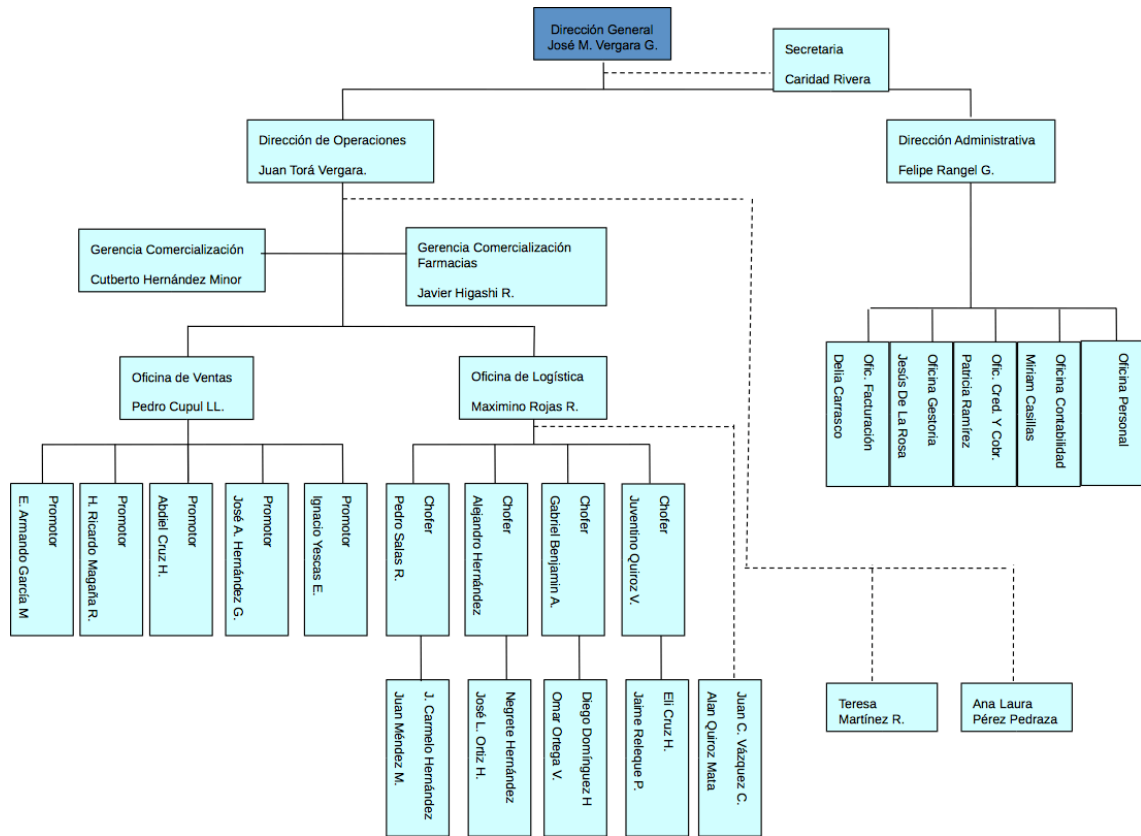 Dirección General
José M. Vergara G.
Secretaria
Caridad Rivera
Dirección de Operaciones
Juan Torá Vergara.
Dirección Administrativa
Felipe Rangel G.
Gerencia Comercialización
Cutberto Hernández Minor
Gerencia Comercialización
Farmacias
Javier Higashi R.
Oficina de Ventas
Pedro Cupul LL.
Oficina de Logística
Maximino Rojas R.
Ofic. Facturación
Delia Carrasco
Oficina Gestoria
Jesús De La Rosa
Ofic. Cred. Y Cobr.
Patricia Ramírez
Oficina Contabilidad
Miriam Casillas
Oficina Personal
Promotor
E. Armando García M
Promotor
H. Ricardo Magaña R.
Promotor
Abdiel Cruz H.
Promotor
José A. Hernández G.
Promotor
Ignacio Yescas E.
Chofer
Pedro Salas R.
Chofer
Alejandro Hernández
Chofer
Gabriel Benjamin A.
Chofer
Juventino Quiroz V.
J. Carmelo Hernández
Juan Méndez M.
Negrete Hernández
José L. Ortiz H.
Diego Domínguez H
Omar Ortega V.
Eli Cruz H.
Jaime Releque P.
Juan C. Vázquez C.
Alan Quiroz Mata
Teresa
Martínez R.
Ana Laura
Pérez Pedraza